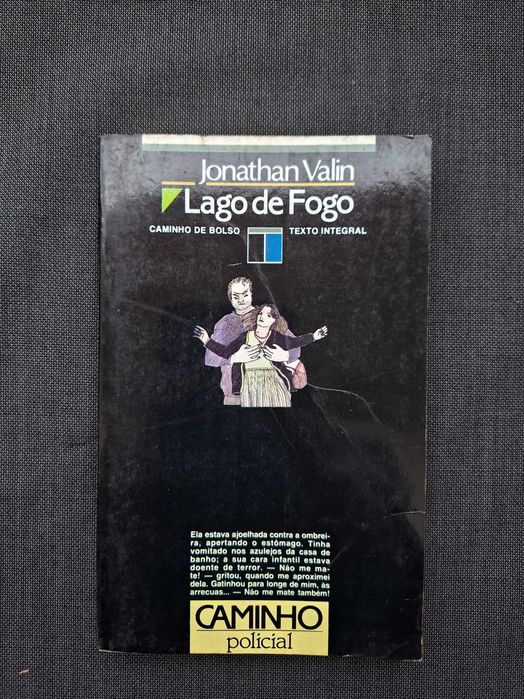 Jonathan Valin
Lago de Fogo
CAMINHO DE BOLSO TEXTO INTEGRAL
Ela estava ajoelhada contra a ombrei-
ra, apertando o estômago. Tinha
vomitado nos azulejos da casa de
banho; a sua cara infantil estava
doente de terror. — Não me ma-
te! — gritou, quando me aproximei
dela. Gatinhou para longe de mim, às
arrecuas... — Não me mate também!
CAMINHO
policial